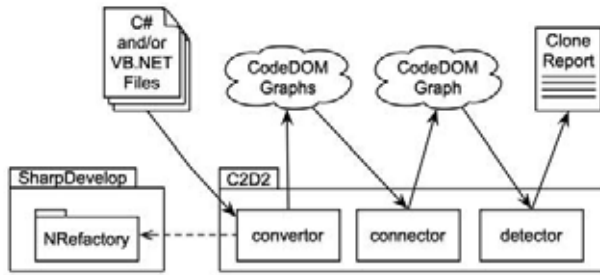 C#
and/or
VB.NET
Files
CodeDOM
Graphs
CodeDOM
Graph
Clone
Report
SharpDevelop
NRefactory
C2D2
convertor
connector
detector